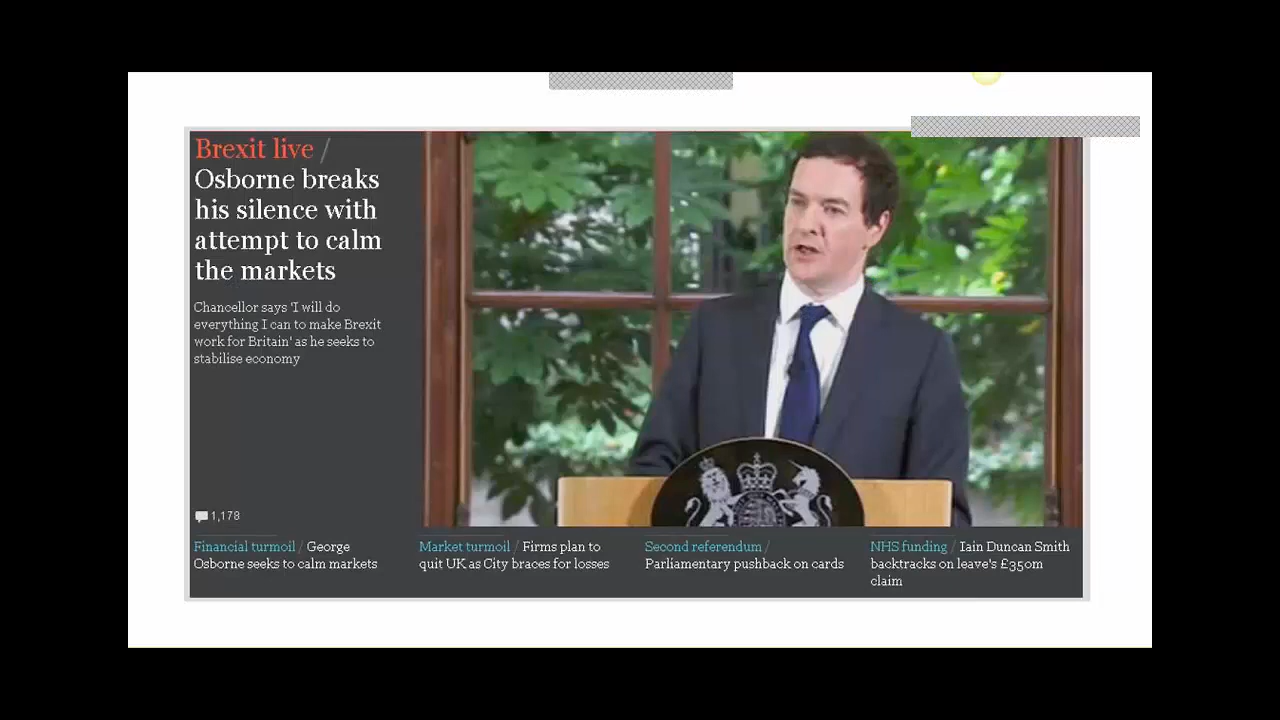 Brexit live /
Osborne breaks
his silence with
attempt to calm
the markets
Chancellor says 'I will do
everything I can to make Brexit
work for Britain' as he seeks to
stabilise economy
1,178
Financial turmoil / George
Osborne seeks to calm markets
Market turmoil / Firms plan to
quit UK as City braces for losses
Second referendum /
Parliamentary pushback on cards
NHS funding / Iain Duncan Smith
backtracks on leave's £350m
claim